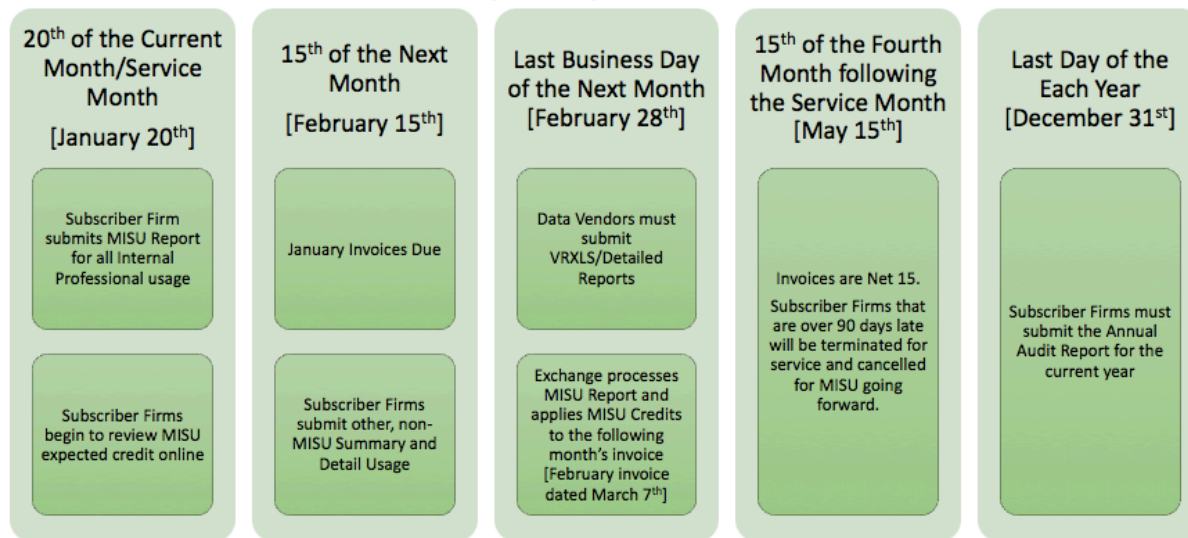 20th of the Current
Month/Service
Month
[January 20th]
Subscriber Firm
submits MISU Report
for all Internal
Professional usage
Subscriber Firms
begin to review MISU
expected credit online
15th of the Next
Month
[February 15th]
January Invoices Due
Subscriber Firms
submit other, non-
MISU Summary and
Detail Usage
Last Business Day
of the Next Month
[February 28th]
Data Vendors must
submit
VRXLS/Detailed
Reports
Exchange processes
MISU Report and
applies MISU Credits
to the following
month's invoice
[February invoice
dated March 7th]
15th of the Fourth
Month following
the Service Month
[May 15th]
Invoices are Net 15.
Subscriber Firms that
are over 90 days late
will be terminated for
service and cancelled
for MISU going
forward.
Last Day of the
Each Year
[December 31st]
Subscriber Firms must
submit the Annual
Audit Report for the
current year